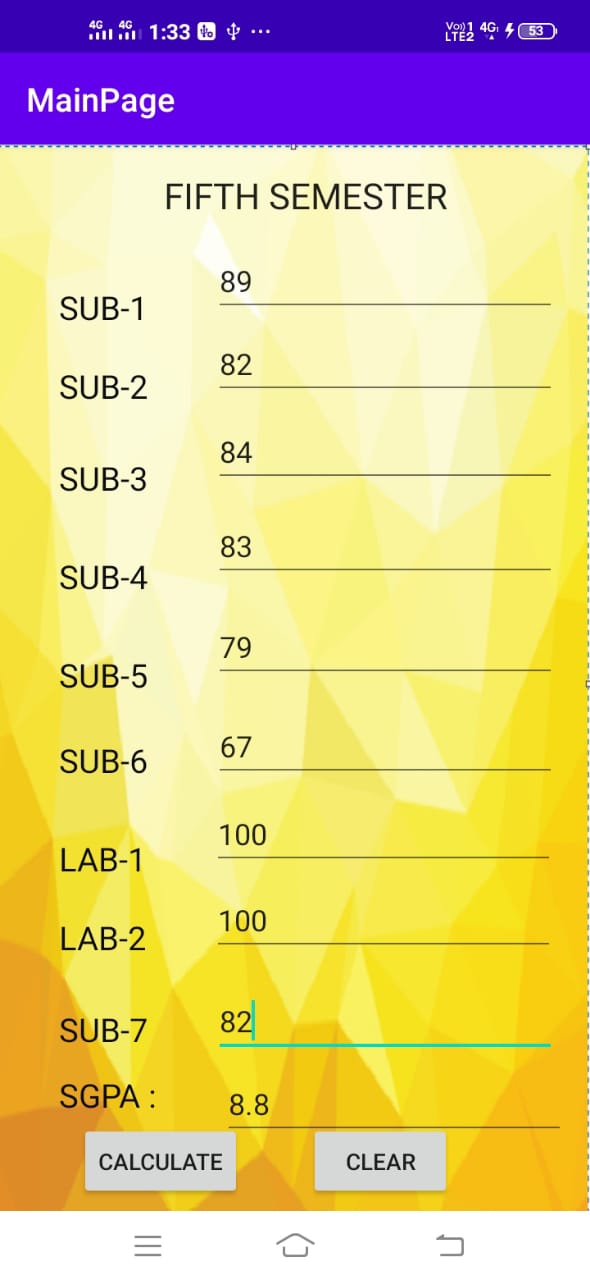 4G 4G 1:33 Vo) 1 4G 53
LTE2
MainPage
FIFTH SEMESTER
SUB-1 89
SUB-2 82
SUB-3 84
SUB-4 83
SUB-5 79
SUB-6 67
LAB-1 100
LAB-2 100
SUB-7 82
SGPA : 8.8
CALCULATE CLEAR